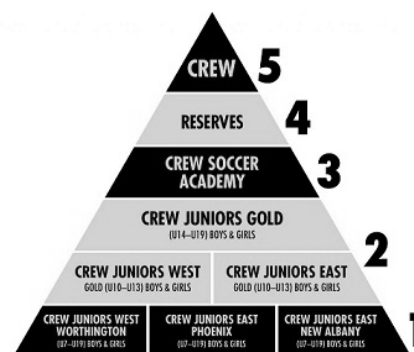 CREW 5
RESERVES 4
CREW SOCCER
ACADEMY 3
CREW JUNIORS GOLD
(U14–U19) BOYS & GIRLS
2
CREW JUNIORS WEST
GOLD (U10–U13) BOYS & GIRLS
CREW JUNIORS EAST
GOLD (U10–U13) BOYS & GIRLS
CREW JUNIORS WEST
WORTHINGTON
(U7–U19) BOYS & GIRLS
CREW JUNIORS EAST
PHOENIX
(U7–U19) BOYS & GIRLS
CREW JUNIORS EAST
NEW ALBANY
(U7–U19) BOYS & GIRLS
1